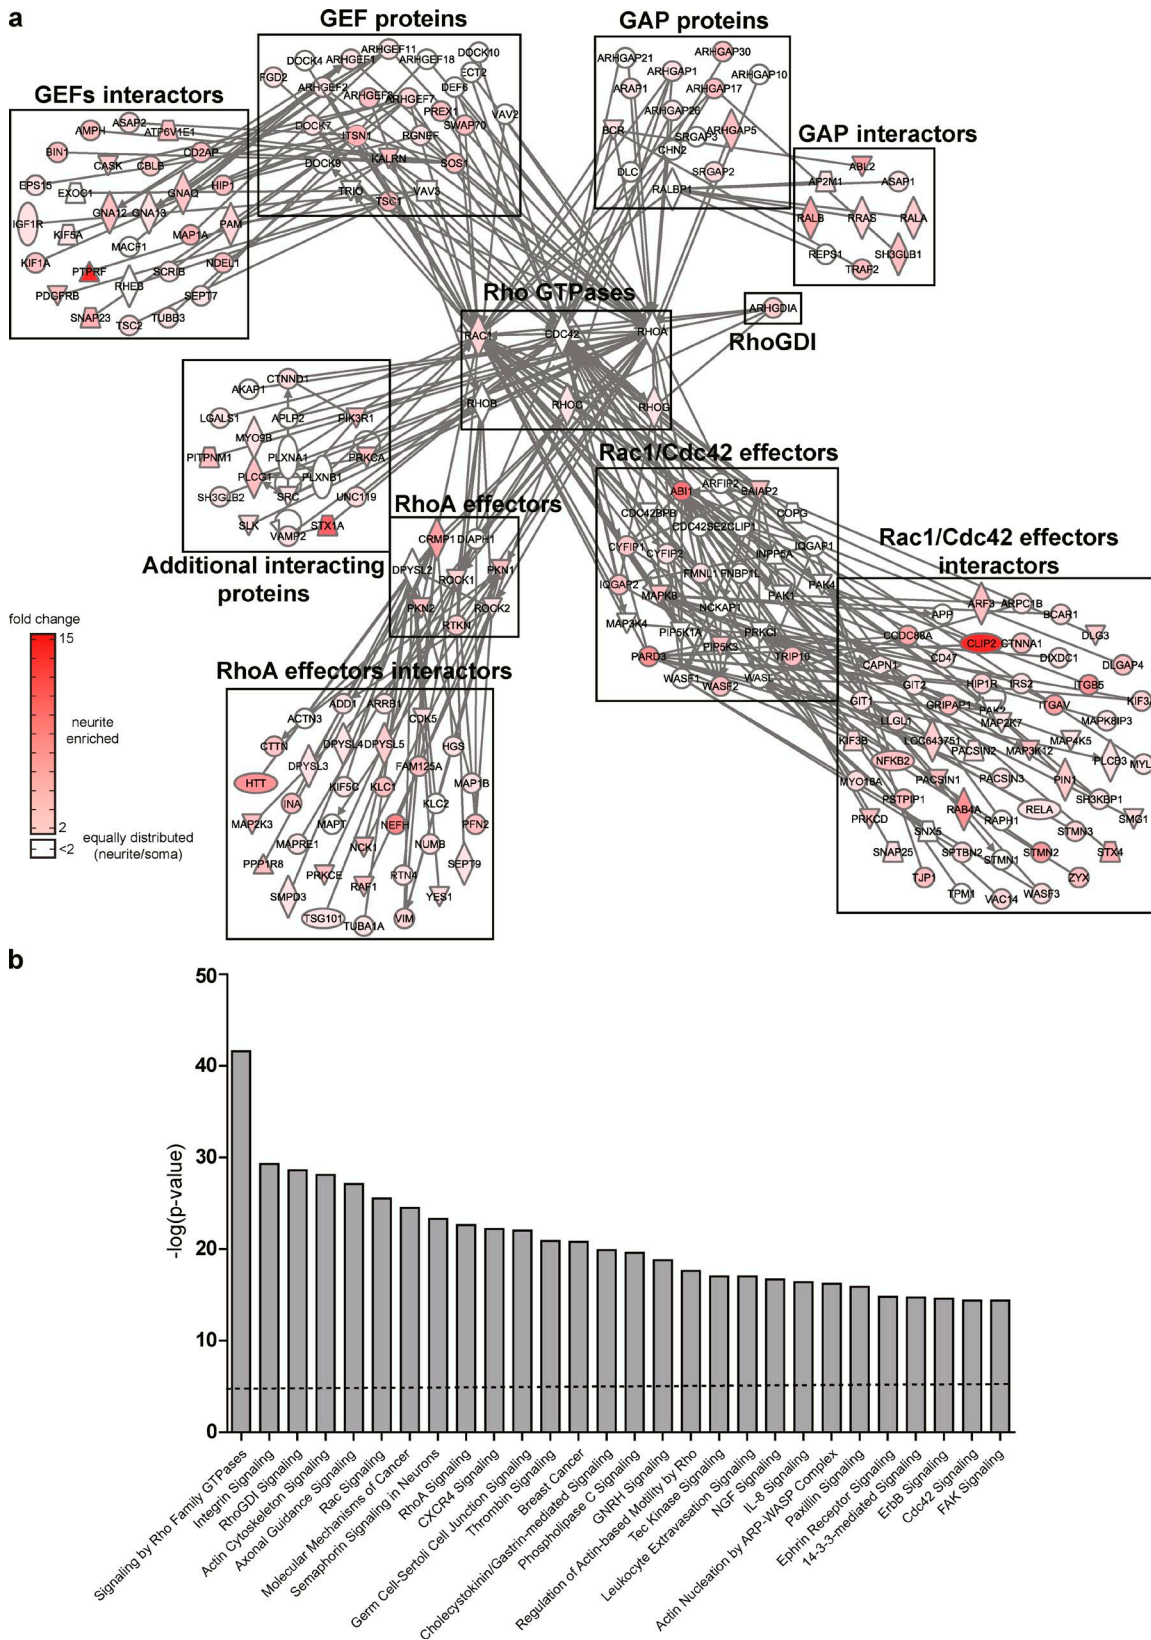 a
GEF proteins
GAP proteins
GEFs interactors
GAP interactors
DOCK4
ARHGEF1
ARHGEF11
ARHGEF18
DOCK10
FGD2
ARHGEF2
ARHGEF7
DEF6
ECT2
PREX1
SWAP70
VAV2
DOCK7
ITSN1
RGNEF
DOCK9
KALRN
SOS1
TRIO
VAV3
TSC1
ARHGAP21
ARHGAP30
ARHGAP1
ARHGAP10
ARAP1
ARHGAP17
ARHGAP26
BCR
SRGAP3
ARHGAP5
CHN2
DLC
SRGAP2
RALBP1
ABL2
AP2M1
ASAP1
RALB
RRAS
RALA
REPS1
TRAF2
SH3GLB1
AMPH
ASAP2
ATP6V1E1
BIN1
CASK
CBLB
CD2AP
EPS15
EXOC1
GNAQ
HIP1
IGF1R
GNA12
GNA13
KIF5A
PAM
MACF1
MAP1A
KIF1A
PTPRF
SCRIB
NDEL1
PDGFRB
RHEB
SEPT7
SNAP23
TSC2
TUBB3
Rho GTPases
RAC1
CDC42
RHOA
RHOB
RHOC
RHOG
ARHGDIA
RhoGDI
AKAP1
CTNND1
LGALS1
APLP2
PIK3R1
MYO9B
PITPNM1
PLXNA1
PRKCA
PLCG1
PLXNB1
SH3GLB2
SRC
UNC119
SLK
VAMP2
STX1A
Additional interacting
proteins
RhoA effectors
CRMP1
DIAPH1
DPYSL2
ROCK1
PKN1
PKN2
ROCK2
RTKN
Rac1/Cdc42 effectors
ABI1
ARFIP2
BAIAP2
CDC42BPB
COPG
CDC42SE2
CLIP1
CYFIP1
CYFIP2
INPP5A
IQGAP1
FMNL1
FNBP1L
IQGAP2
MAPK8
PAK1
PAK4
NCKAP1
MAP3K4
PIP5K1A
PRKCI
PIP5K3
PARD3
TRIP10
WASF1
WASF2
WASL
Rac1/Cdc42 effectors
interactors
APP
ARF3
ARPC1B
BCAR1
CCDC88A
CLIP2
CTNNA1
DLG3
CAPN1
CD47
DIXDC1
DLGAP4
GIT2
HIP1R
IRS2
ITGB5
GIT1
GRIPAP1
PAK2
ITGAV
LLGL1
MAP2K7
MAPK8IP3
KIF3B
LOC643751
PACSIN2
MAP3K12
MAP4K5
NFKB2
PLCB3
MYO18A
PACSIN1
PACSIN3
PIN1
PSTPIP1
SH3KBP1
PRKCD
RAB4A
RAPH1
RELA
SMG1
SNX5
STMN3
SNAP25
SPTBN2
STMN1
STMN2
STX4
TJP1
TPM1
VAC14
WASF3
ZYX
RhoA effectors interactors
ADD1
ARRB1
ACTN3
CDK5
CTTN
DPYSL4
DPYSL5
HGS
DPYSL3
FAM125A
HTT
KIF5C
KLC1
MAP1B
INA
KLC2
MAP2K3
MAPT
NEFH
PFN2
MAPRE1
NCK1
NUMB
PPP1R8
PRKCE
RAF1
RTN4
SEPT9
SMPD3
YES1
TSG101
TUBA1A
VIM
fold change
15
neurite
enriched
2
<2
equally distributed
(neurite/soma)
b
-log(p-value)
50
40
30
20
10
0
Signaling by Rho Family GTPases
Integrin Signaling
RhoGDI Signaling
Actin Cytoskeleton Signaling
Axonal Guidance Signaling
Rac Signaling
Molecular Mechanisms of Cancer
Semaphorin Signaling in Neurons
RhoA Signaling
CXCR4 Signaling
Germ Cell-Sertoli Cell Junction Signaling
Thrombin Signaling
Breast Cancer
Cholecystokinin/Gastrin-mediated Signaling
Phospholipase C Signaling
GNRH Signaling
Regulation of Actin-based Motility by Rho
Tec Kinase Signaling
Leukocyte Extravasation Signaling
NGF Signaling
IL-8 Signaling
Actin Nucleation by ARP-WASP Complex
Paxillin Signaling
Ephrin Receptor Signaling
14-3-3-mediated Signaling
ErbB Signaling
Cdc42 Signaling
FAK Signaling